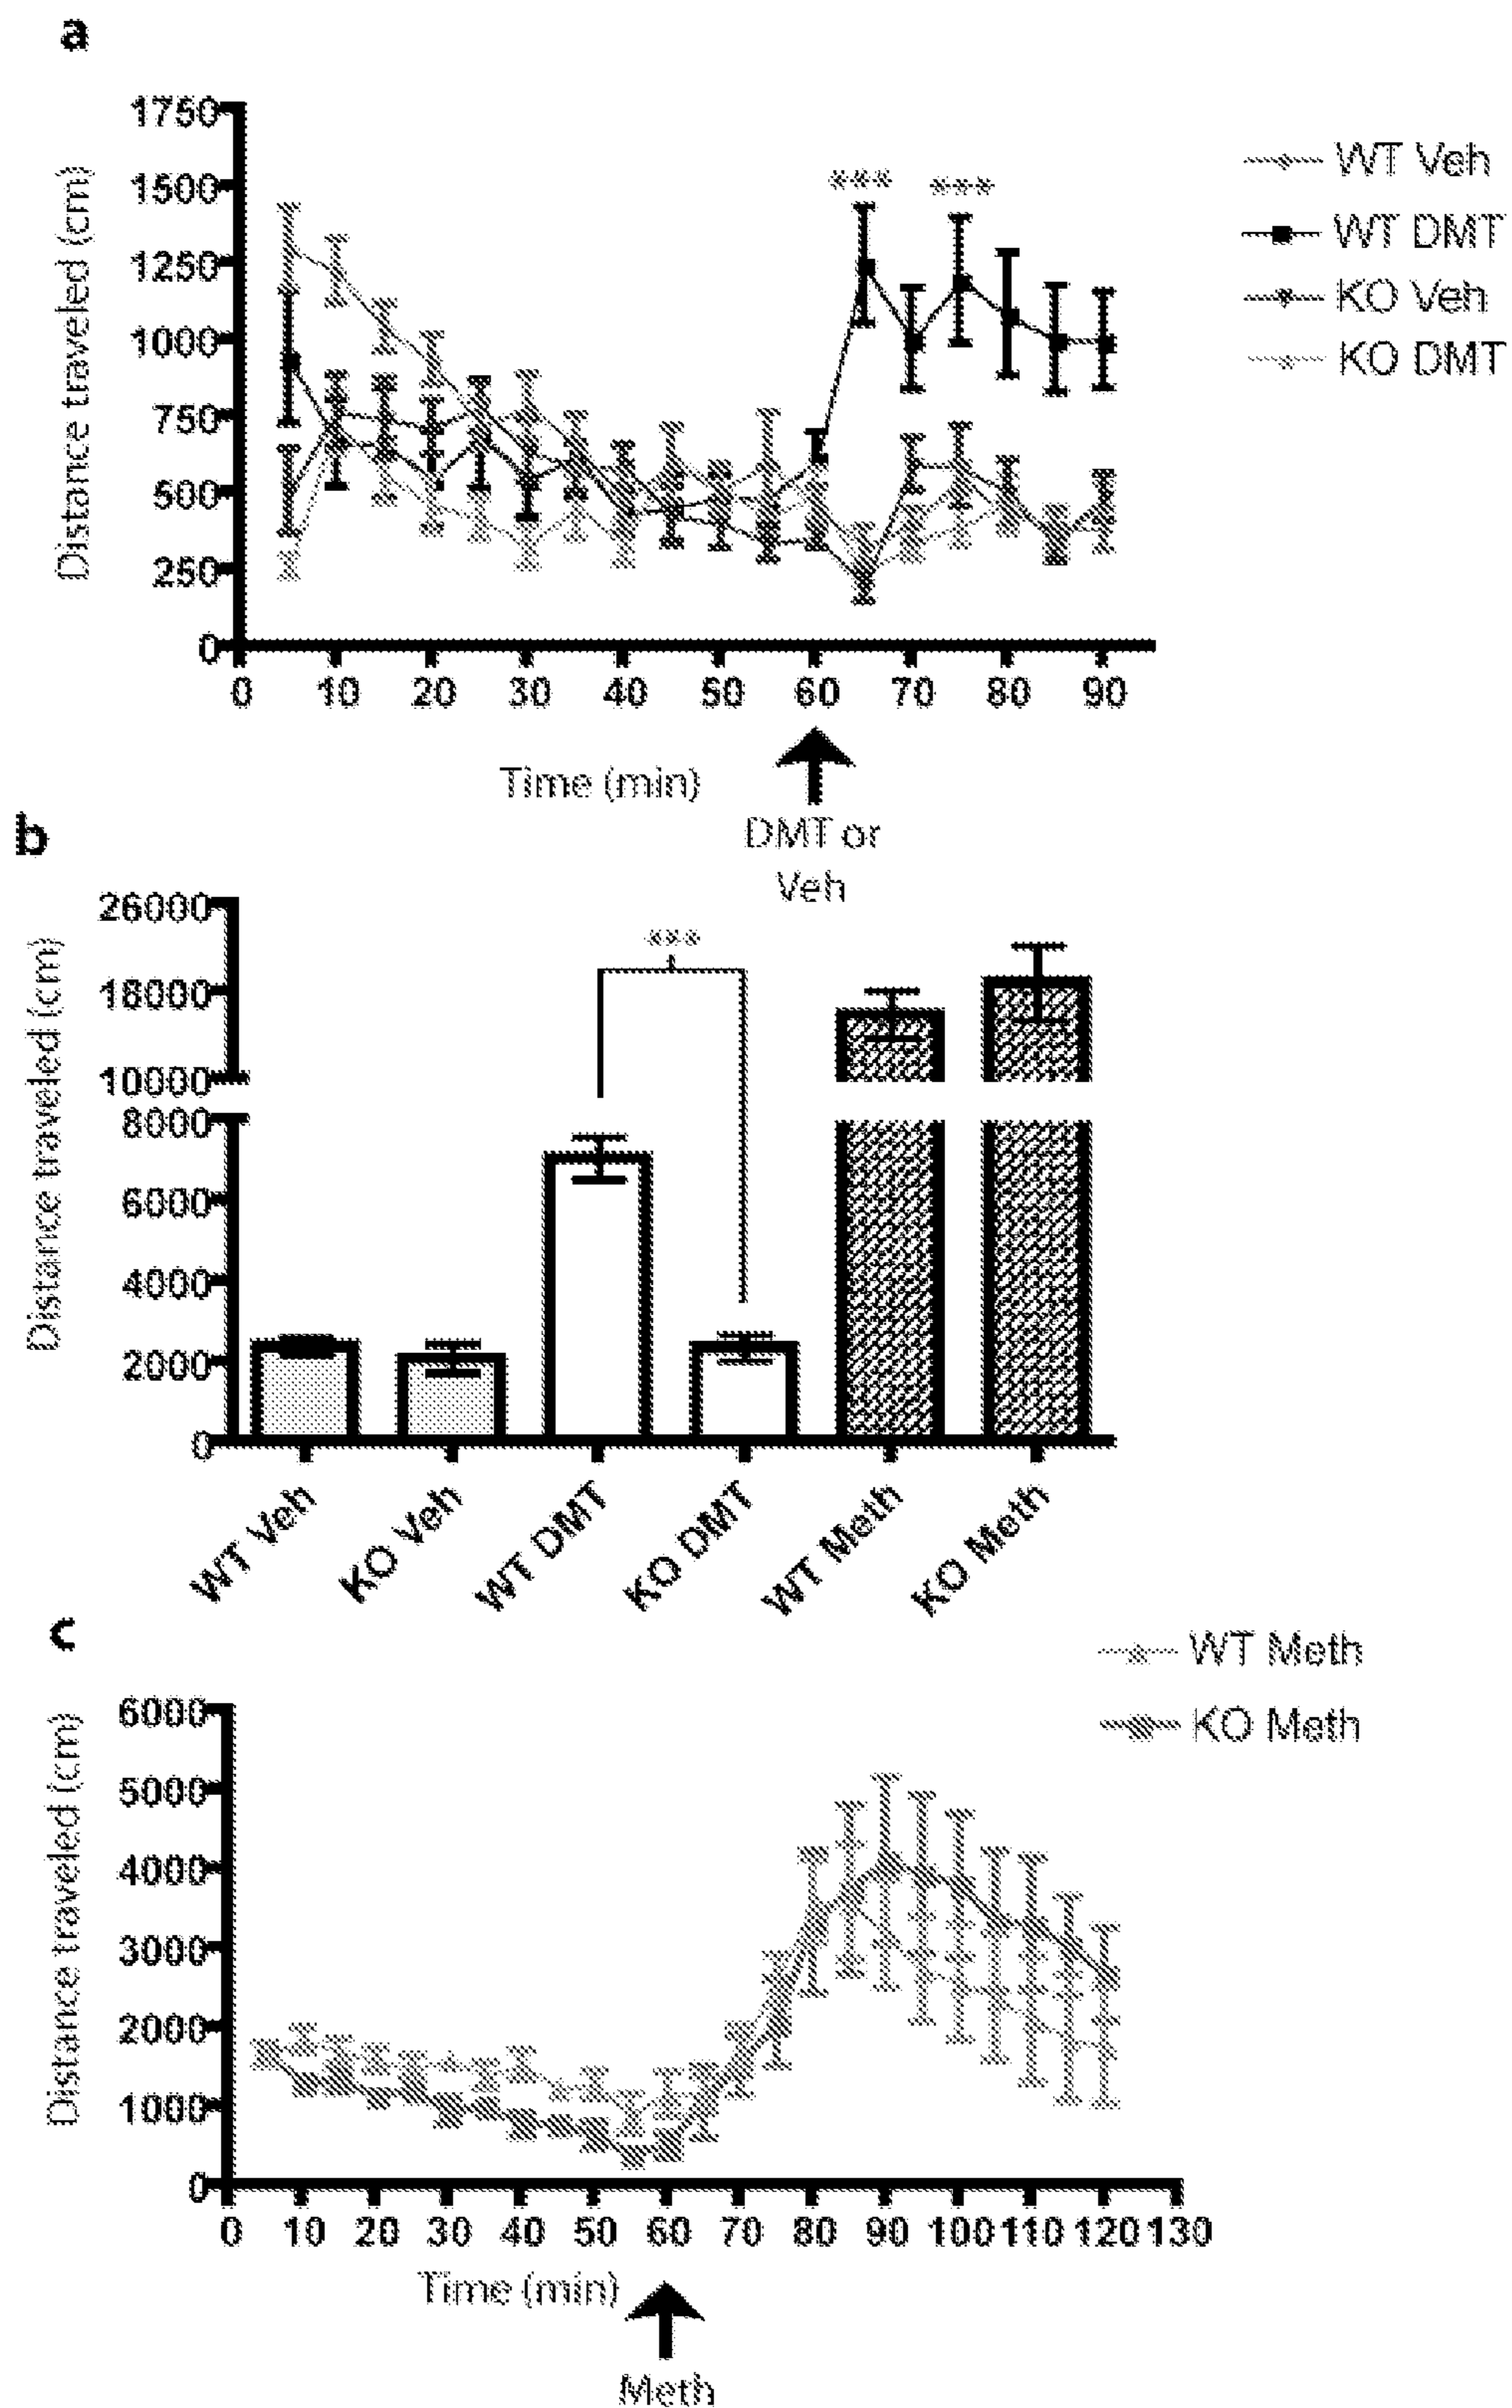 a
Distance traveled (cm)
1750
1500
1250
1000
750
500
250
0
0 10 20 30 40 50 60 70 80 90
Time (min)
DMT or
Veh
*** ***
WT Veh
WT DMT
KO Veh
KO DMT
b
Distance traveled (cm)
26000
18000
10000
8000
6000
4000
2000
0
***
WT Veh
KO Veh
WT DMT
KO DMT
WT Meth
KO Meth
c
WT Meth
KO Meth
Distance traveled (cm)
6000
5000
4000
3000
2000
1000
0
0 10 20 30 40 50 60 70 80 90 100 110 120 130
Time (min)
Meth